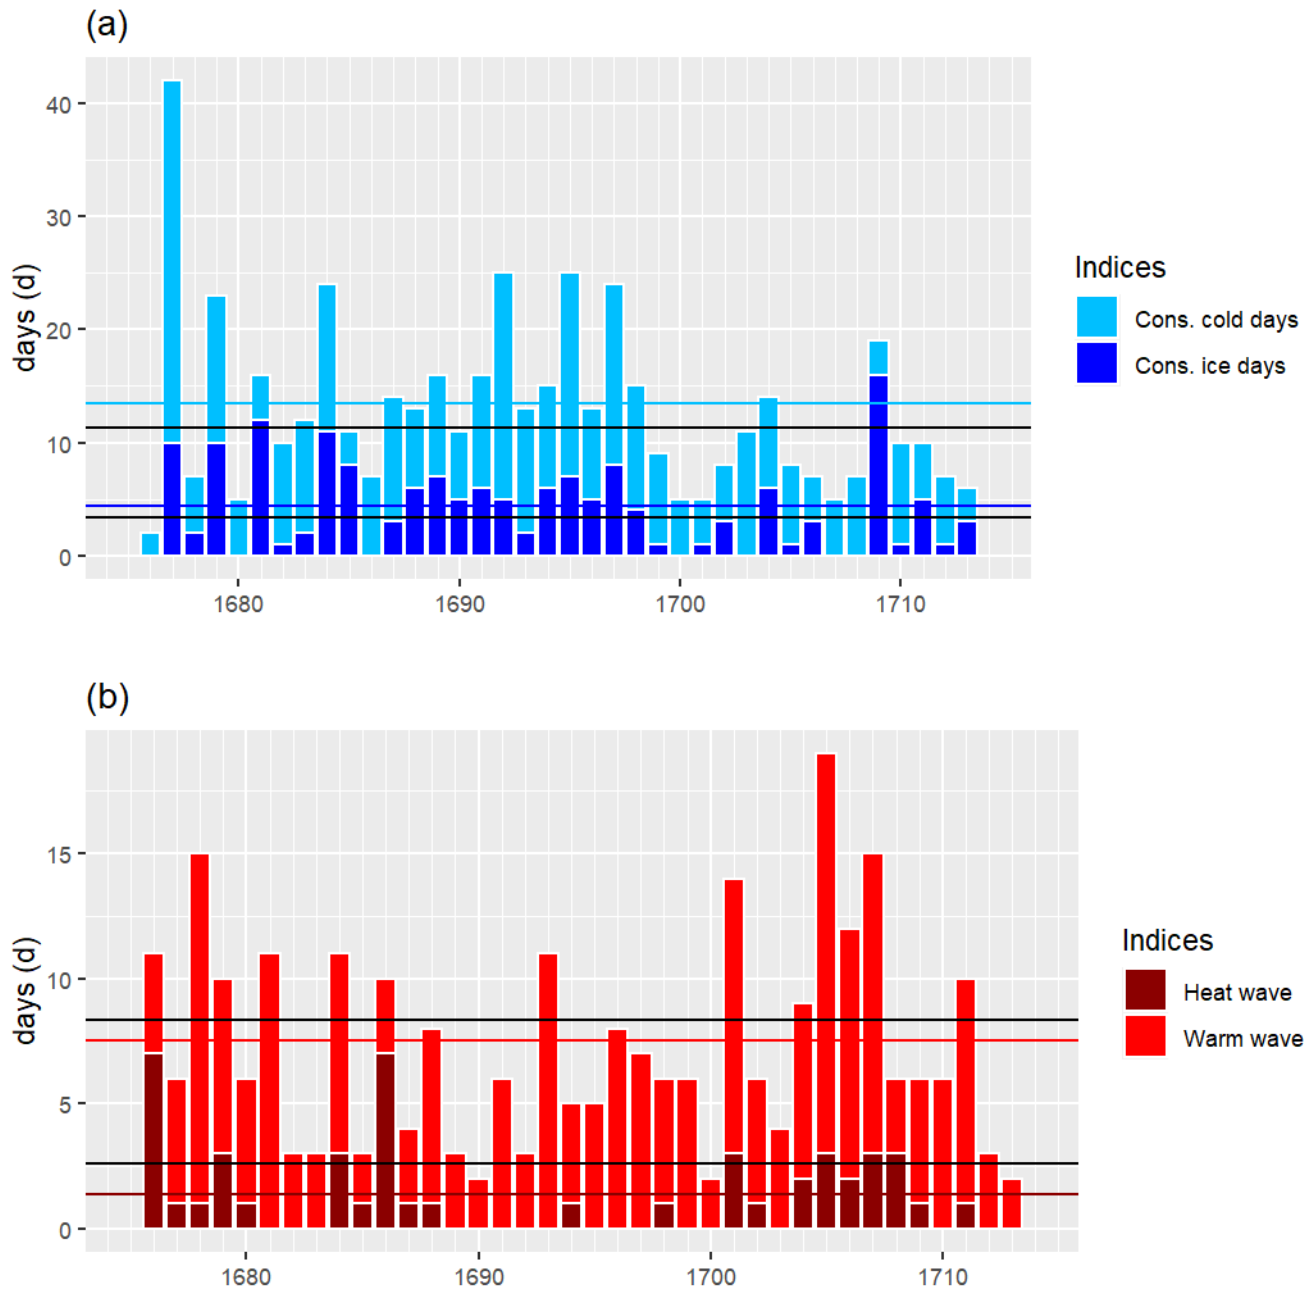 (a)
days (d)
40
30
20
10
0
1680 1690 1700 1710
Indices
Cons. cold days
Cons. ice days
(b)
days (d)
15
10
5
0
1680 1690 1700 1710
Indices
Heat wave
Warm wave